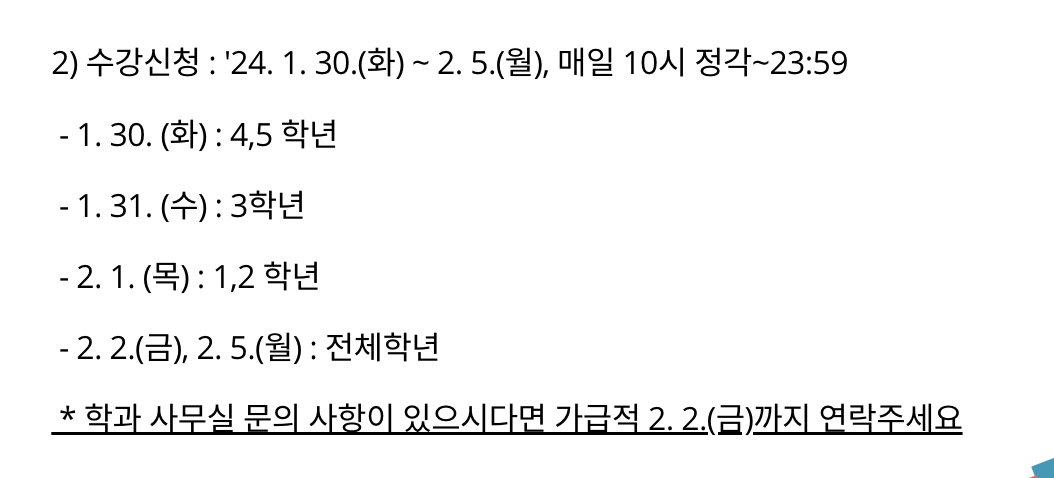 2) 수강신청 : '24. 1. 30.(화) ~ 2. 5.(월), 매일 10시 정각~23:59
- 1. 30. (화) : 4,5 학년
- 1. 31. (수) : 3학년
- 2. 1. (목) : 1,2 학년
- 2. 2.(금), 2. 5.(월) : 전체학년
* 학과 사무실 문의 사항이 있으시다면 가급적 2. 2.(금)까지 연락주세요